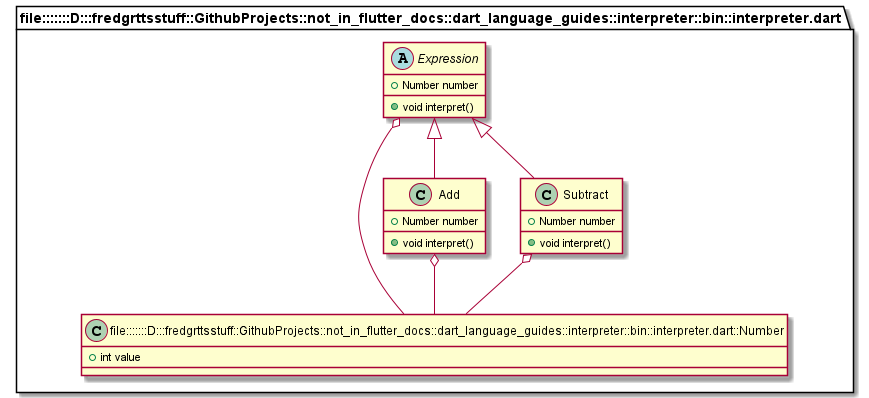 file:::::::D:::fredgrttsstuff::GithubProjects::not_in_flutter_docs::dart_language_guides::interpreter::bin::interpreter.dart
A Expression
Number number
void interpret()
C Add
Number number
void interpret()
C Subtract
Number number
void interpret()
C file:::::::D:::fredgrttsstuff::GithubProjects::not_in_flutter_docs::dart_language_guides::interpreter::bin::interpreter.dart::Number
int value